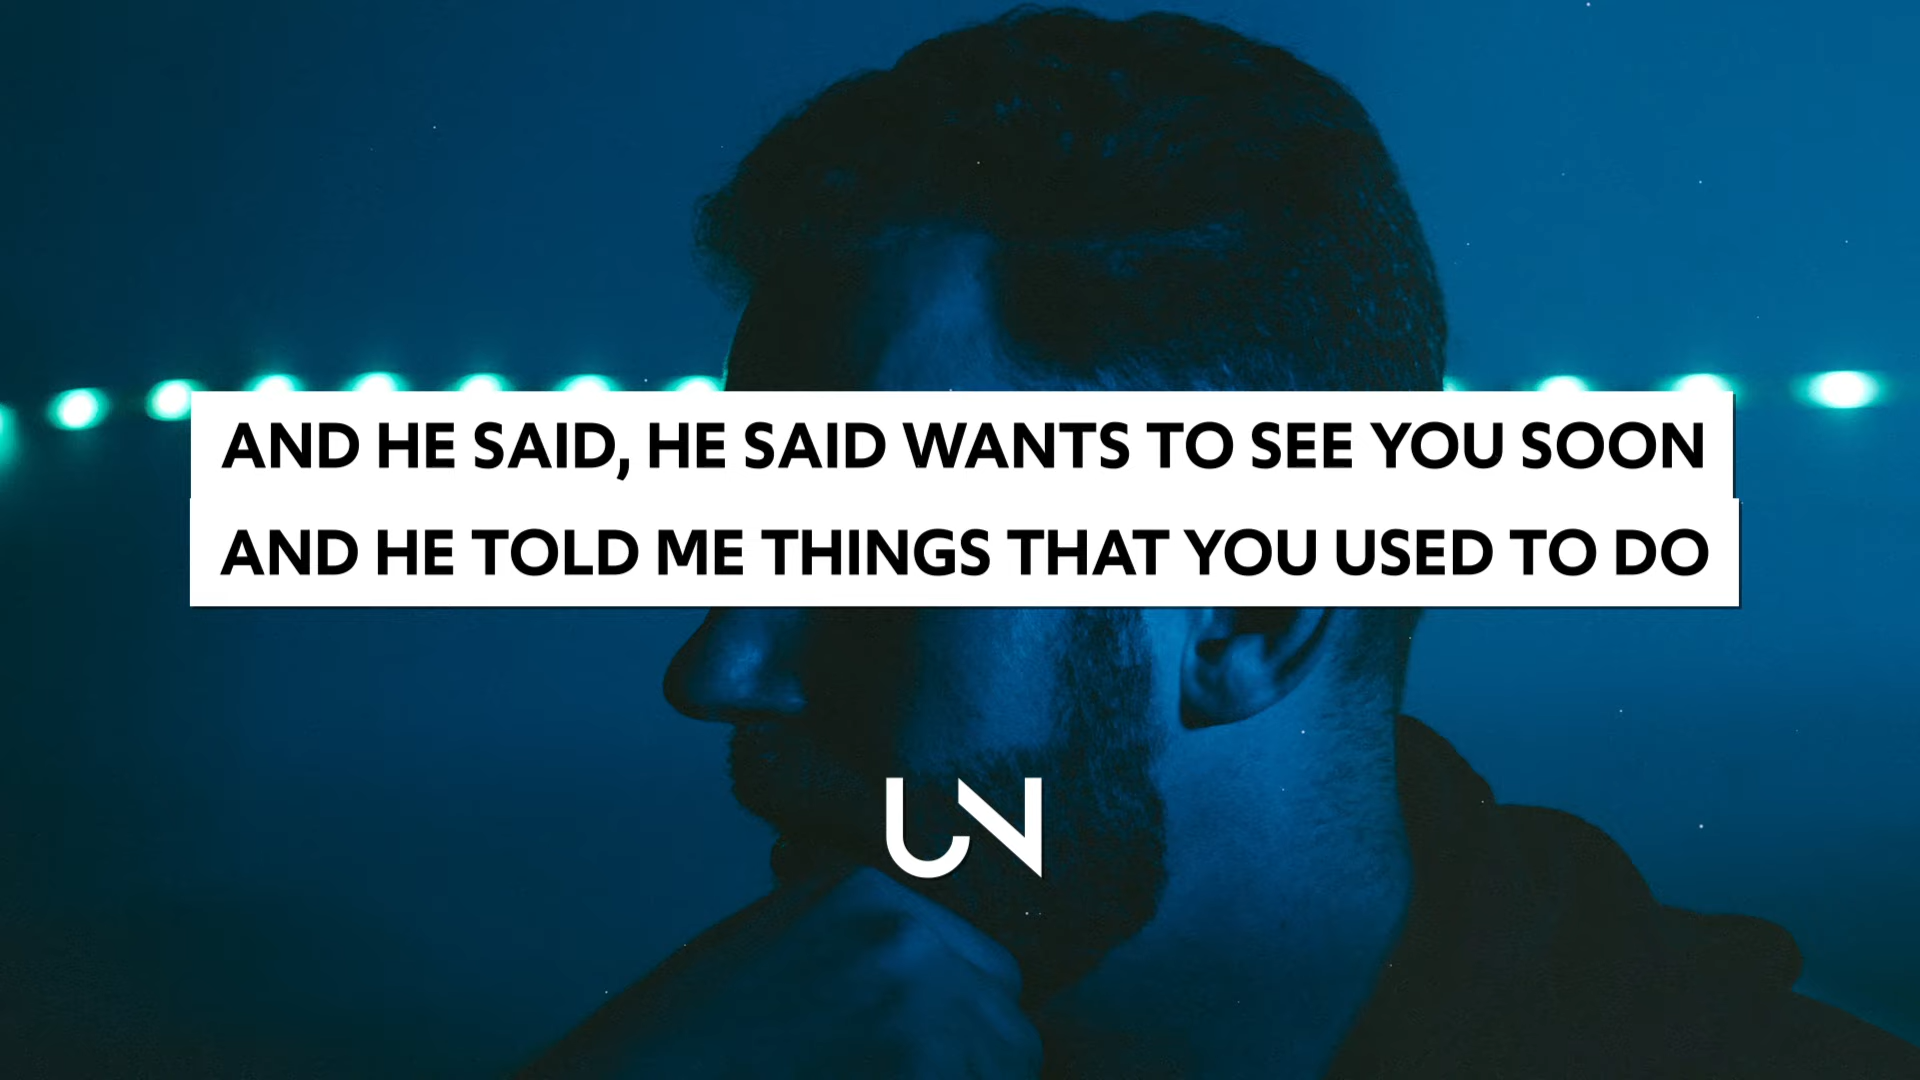 AND HE SAID, HE SAID WANTS TO SEE YOU SOON
AND HE TOLD ME THINGS THAT YOU USED TO DO
UN